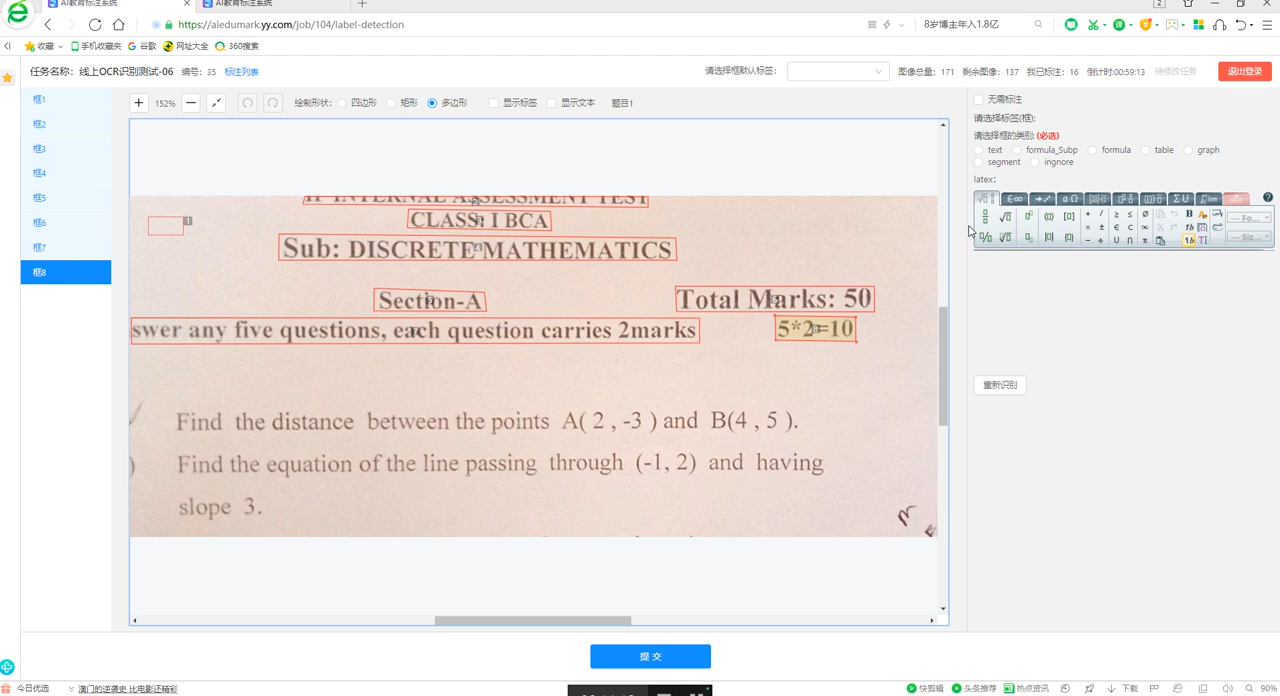 AI教育标注系统
AI教育标注系统
2
https://aiedumark.yy.com/job/104/label-detection
8岁博主年入1.8亿
收藏 手机收藏夹 谷歌 网址大全 360搜索
任务名称: 线上OCR识别测试-06 编号: 35 标注列表
请选择框默认标签:
图像总量: 171 剩余图像: 137 我已标注: 16 倒计时:00:59:13 待修改任务 退出登录
152% 绘制形状: 四边形 矩形 多边形 显示标签 显示文本 题目1
框1
框2
框3
框4
框5
框6
框7
框8
INTERNAL ASSESSMENT TEST
1
CLASS: I BCA
Sub: DISCRETE MATHEMATICS
Section-A Total Marks: 50
swer any five questions, each question carries 2marks 5*2=10
Find the distance between the points A( 2 , -3 ) and B(4 , 5 ).
) Find the equation of the line passing through (-1, 2) and having
slope 3.
无需标注
请选择标签(框):
请选择框的类别: (必选)
text formula_Subp formula table graph
segment ingnore
latex:
重新识别
提 交
今日优选 澳门的逆袭史 比电影还精彩
快剪辑 头条推荐 热点资讯 下载 90%